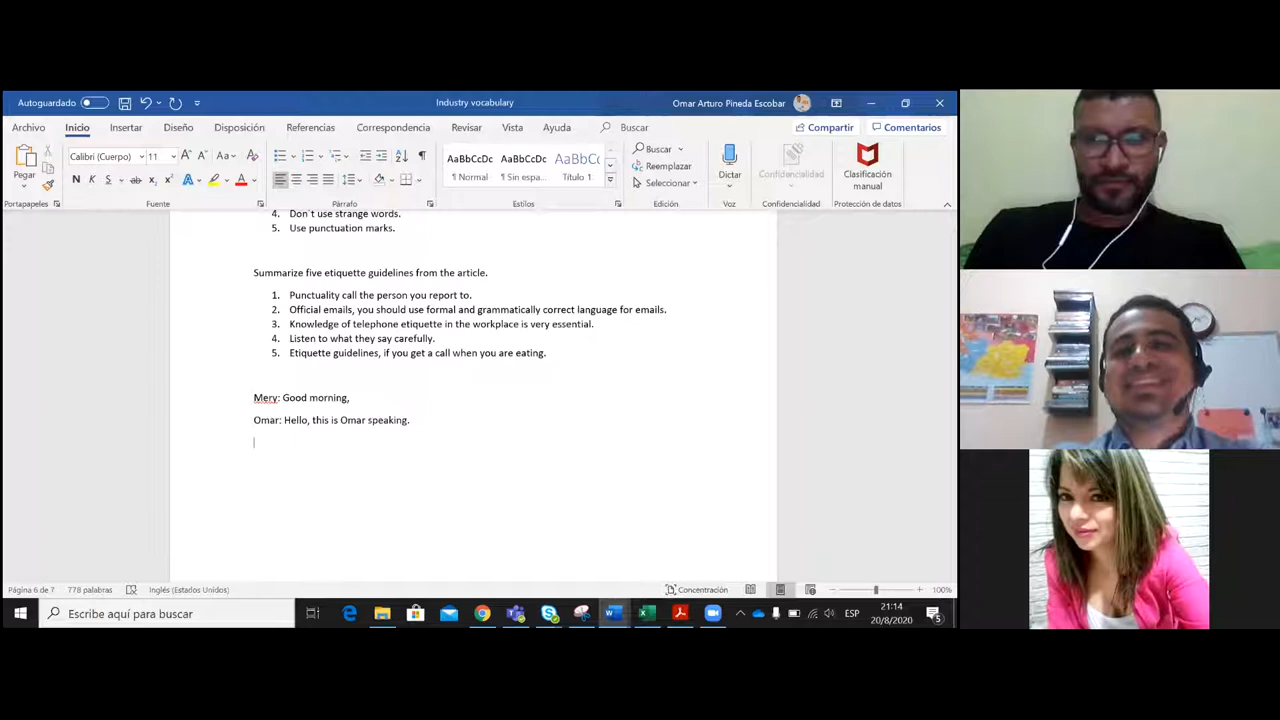 Autoguardado
Industry vocabulary
Omar Arturo Pineda Escobar
Archivo Inicio Insertar Diseño Disposición Referencias Correspondencia Revisar Vista Ayuda Buscar Compartir Comentarios
Pegar
Calibri (Cuerpo) 11
AaBbCcDc AaBbCcDc AaBbCc
¶ Normal ¶ Sin espa... Título 1
Buscar
Reemplazar
Seleccionar
Dictar
Confidencialidad
Clasificación manual
Portapapeles Fuente Párrafo Estilos Edición Voz Confidencialidad Protección de datos
4. Don´t use strange words.
5. Use punctuation marks.
Summarize five etiquette guidelines from the article.
1. Punctuality call the person you report to.
2. Official emails, you should use formal and grammatically correct language for emails.
3. Knowledge of telephone etiquette in the workplace is very essential.
4. Listen to what they say carefully.
5. Etiquette guidelines, if you get a call when you are eating.
Mery: Good morning,
Omar: Hello, this is Omar speaking.
Página 6 de 7 778 palabras Inglés (Estados Unidos) Concentración 100%
Escribe aquí para buscar
ESP
21:14
20/8/2020
5